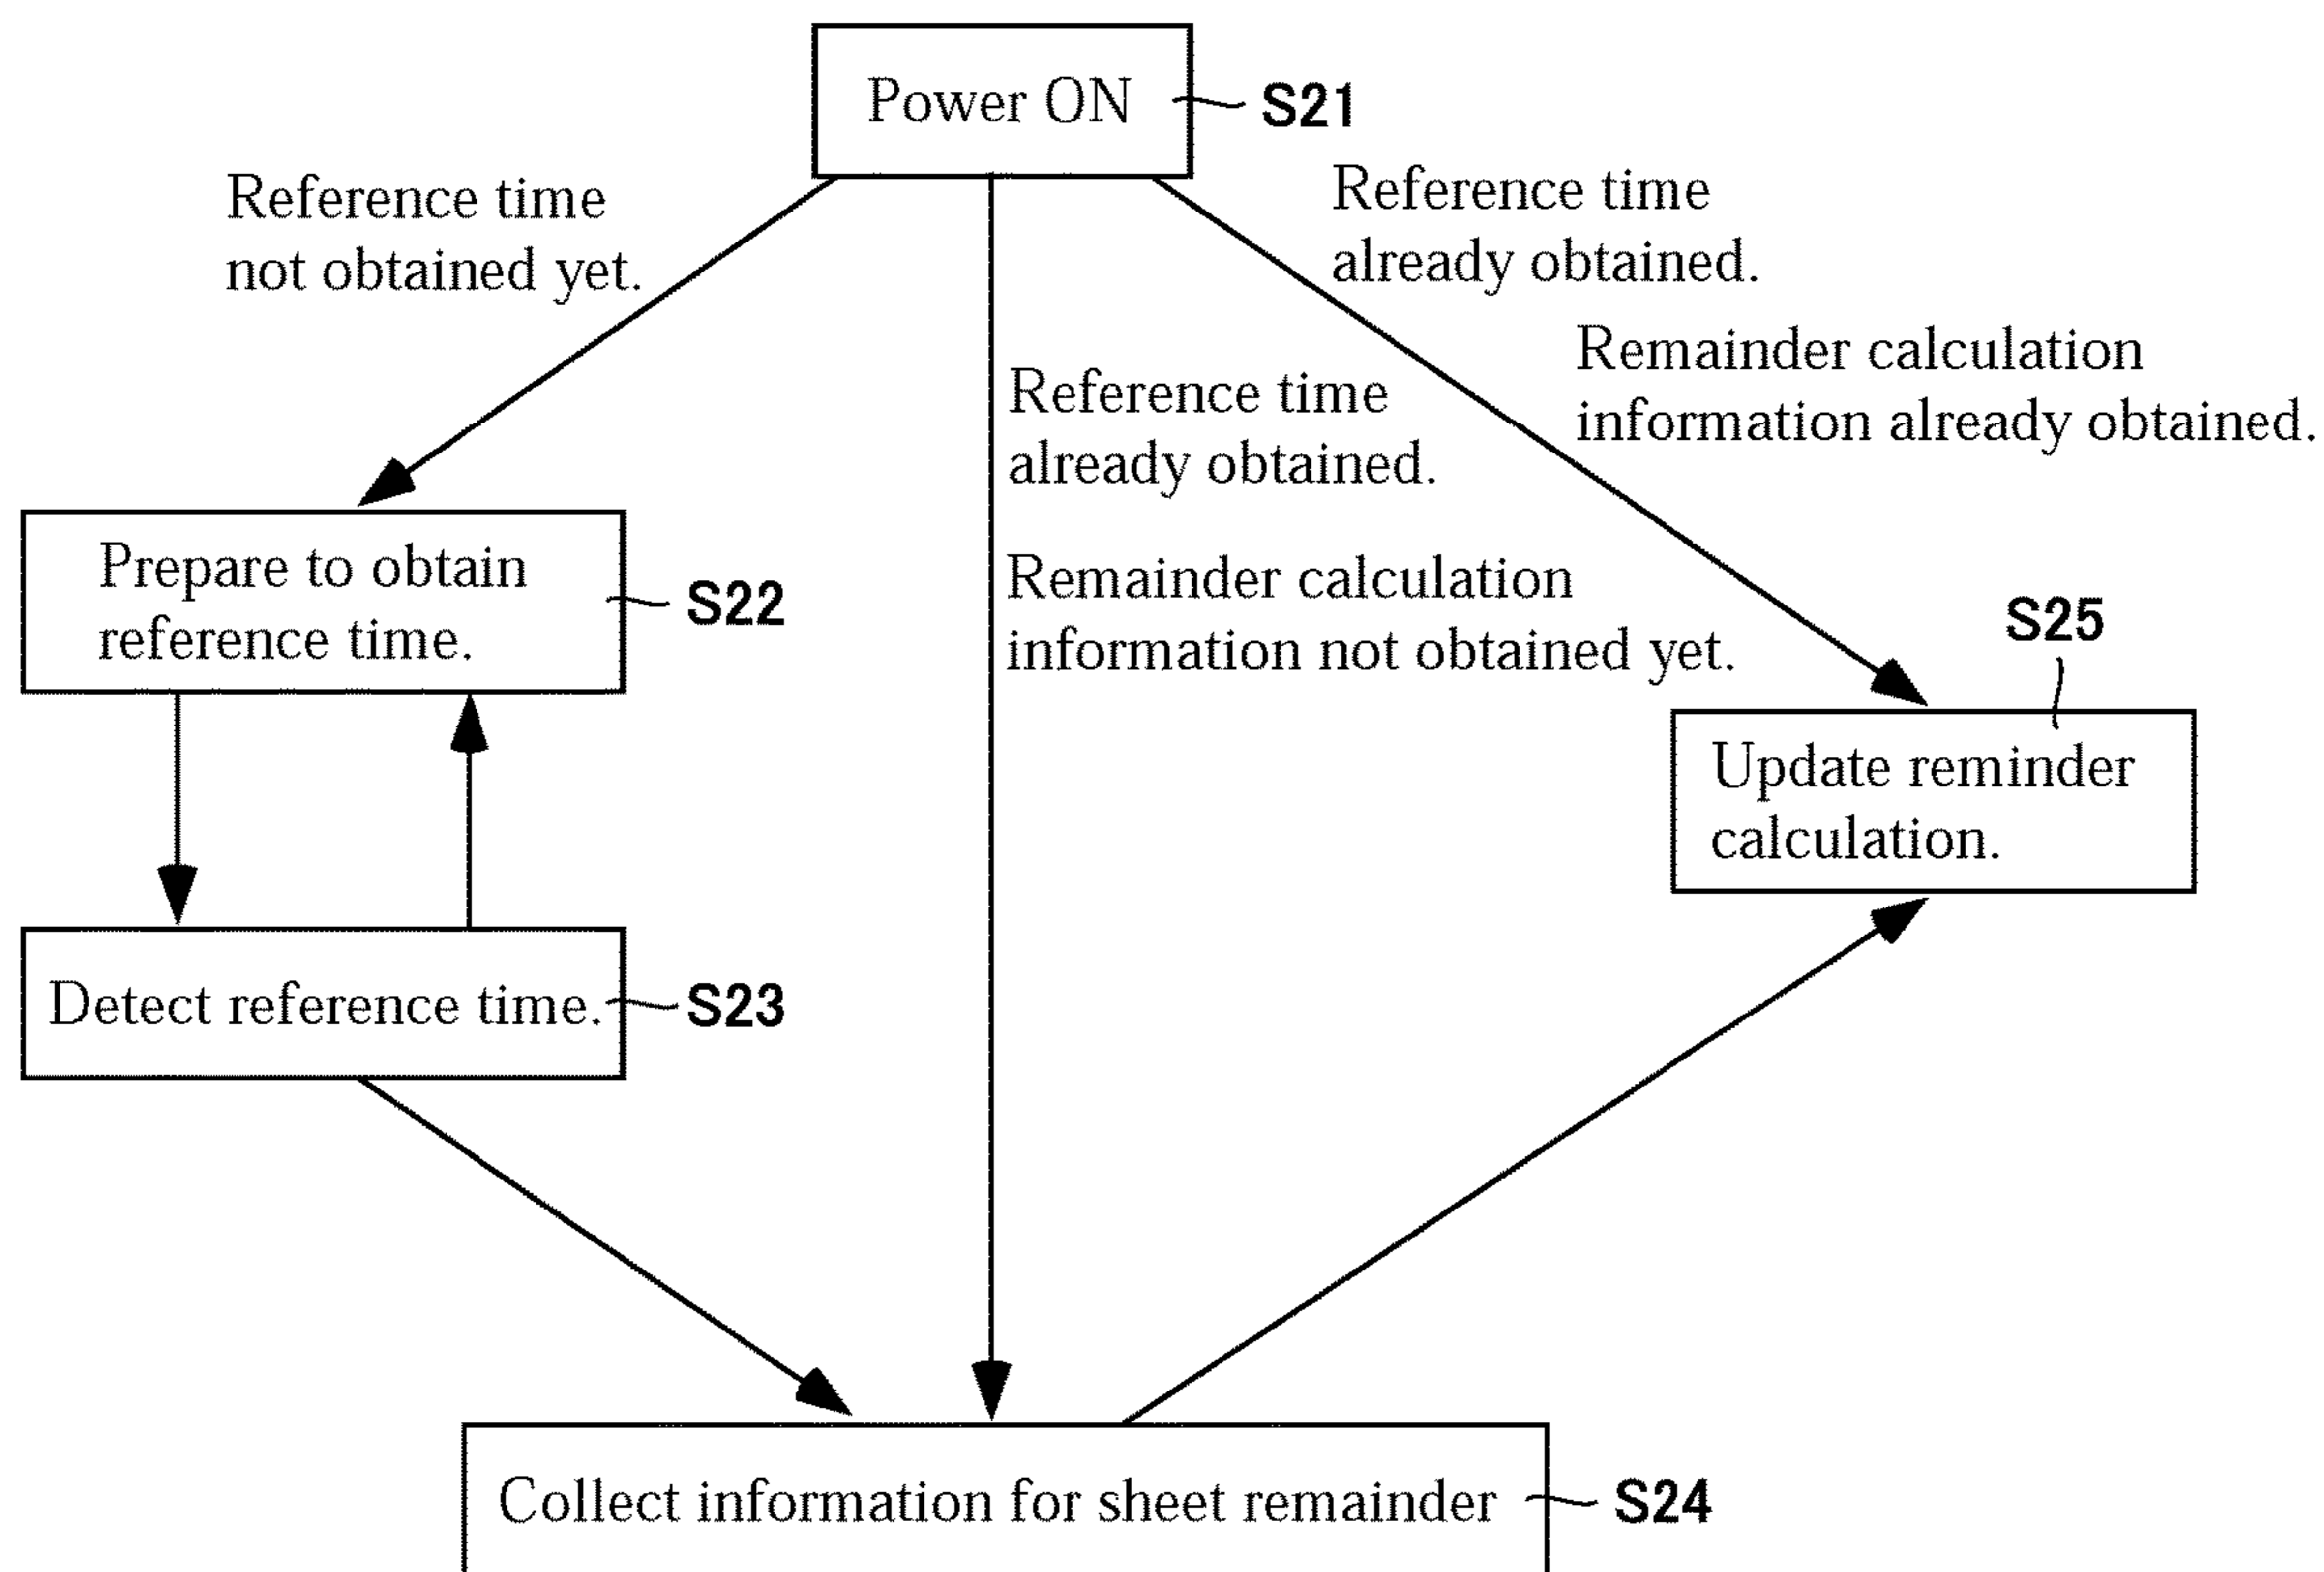 Power ON
S21
Reference time
not obtained yet.
Reference time
already obtained.
Remainder calculation
information already obtained.
Reference time
already obtained.
Remainder calculation
information not obtained yet.
Prepare to obtain
reference time.
S22
S25
Update reminder
calculation.
Detect reference time.
S23
Collect information for sheet remainder
S24